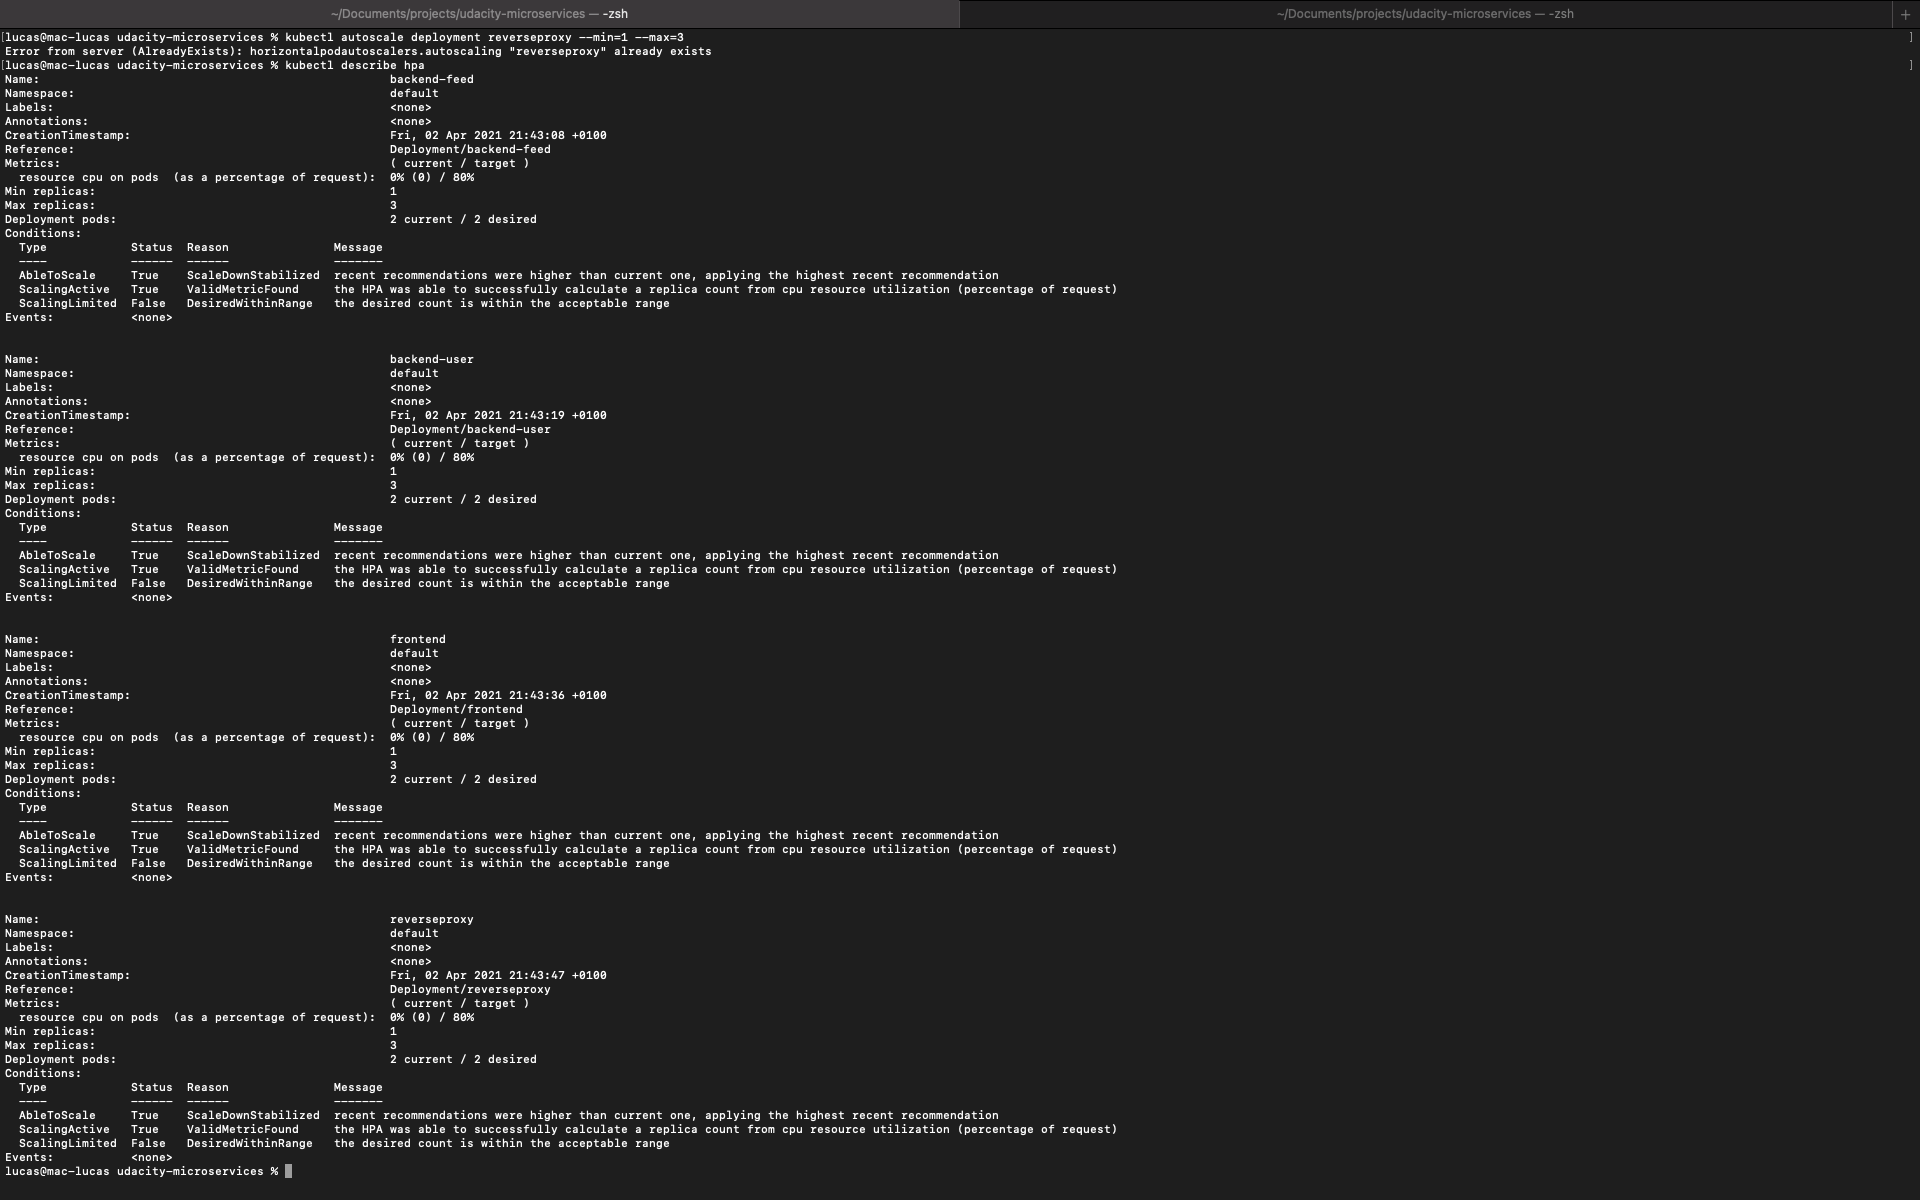 ~/Documents/projects/udacity-microservices — -zsh
~/Documents/projects/udacity-microservices — -zsh
+
[lucas@mac-lucas udacity-microservices % kubectl autoscale deployment reverseproxy --min=1 --max=3 ]
Error from server (AlreadyExists): horizontalpodautoscalers.autoscaling "reverseproxy" already exists
[lucas@mac-lucas udacity-microservices % kubectl describe hpa ]
Name: backend-feed
Namespace: default
Labels: <none>
Annotations: <none>
CreationTimestamp: Fri, 02 Apr 2021 21:43:08 +0100
Reference: Deployment/backend-feed
Metrics: ( current / target )
resource cpu on pods (as a percentage of request): 0% (0) / 80%
Min replicas: 1
Max replicas: 3
Deployment pods: 2 current / 2 desired
Conditions:
Type Status Reason Message
---- ------ ------ -------
AbleToScale True ScaleDownStabilized recent recommendations were higher than current one, applying the highest recent recommendation
ScalingActive True ValidMetricFound the HPA was able to successfully calculate a replica count from cpu resource utilization (percentage of request)
ScalingLimited False DesiredWithinRange the desired count is within the acceptable range
Events: <none>
Name: backend-user
Namespace: default
Labels: <none>
Annotations: <none>
CreationTimestamp: Fri, 02 Apr 2021 21:43:19 +0100
Reference: Deployment/backend-user
Metrics: ( current / target )
resource cpu on pods (as a percentage of request): 0% (0) / 80%
Min replicas: 1
Max replicas: 3
Deployment pods: 2 current / 2 desired
Conditions:
Type Status Reason Message
---- ------ ------ -------
AbleToScale True ScaleDownStabilized recent recommendations were higher than current one, applying the highest recent recommendation
ScalingActive True ValidMetricFound the HPA was able to successfully calculate a replica count from cpu resource utilization (percentage of request)
ScalingLimited False DesiredWithinRange the desired count is within the acceptable range
Events: <none>
Name: frontend
Namespace: default
Labels: <none>
Annotations: <none>
CreationTimestamp: Fri, 02 Apr 2021 21:43:36 +0100
Reference: Deployment/frontend
Metrics: ( current / target )
resource cpu on pods (as a percentage of request): 0% (0) / 80%
Min replicas: 1
Max replicas: 3
Deployment pods: 2 current / 2 desired
Conditions:
Type Status Reason Message
---- ------ ------ -------
AbleToScale True ScaleDownStabilized recent recommendations were higher than current one, applying the highest recent recommendation
ScalingActive True ValidMetricFound the HPA was able to successfully calculate a replica count from cpu resource utilization (percentage of request)
ScalingLimited False DesiredWithinRange the desired count is within the acceptable range
Events: <none>
Name: reverseproxy
Namespace: default
Labels: <none>
Annotations: <none>
CreationTimestamp: Fri, 02 Apr 2021 21:43:47 +0100
Reference: Deployment/reverseproxy
Metrics: ( current / target )
resource cpu on pods (as a percentage of request): 0% (0) / 80%
Min replicas: 1
Max replicas: 3
Deployment pods: 2 current / 2 desired
Conditions:
Type Status Reason Message
---- ------ ------ -------
AbleToScale True ScaleDownStabilized recent recommendations were higher than current one, applying the highest recent recommendation
ScalingActive True ValidMetricFound the HPA was able to successfully calculate a replica count from cpu resource utilization (percentage of request)
ScalingLimited False DesiredWithinRange the desired count is within the acceptable range
Events: <none>
lucas@mac-lucas udacity-microservices %